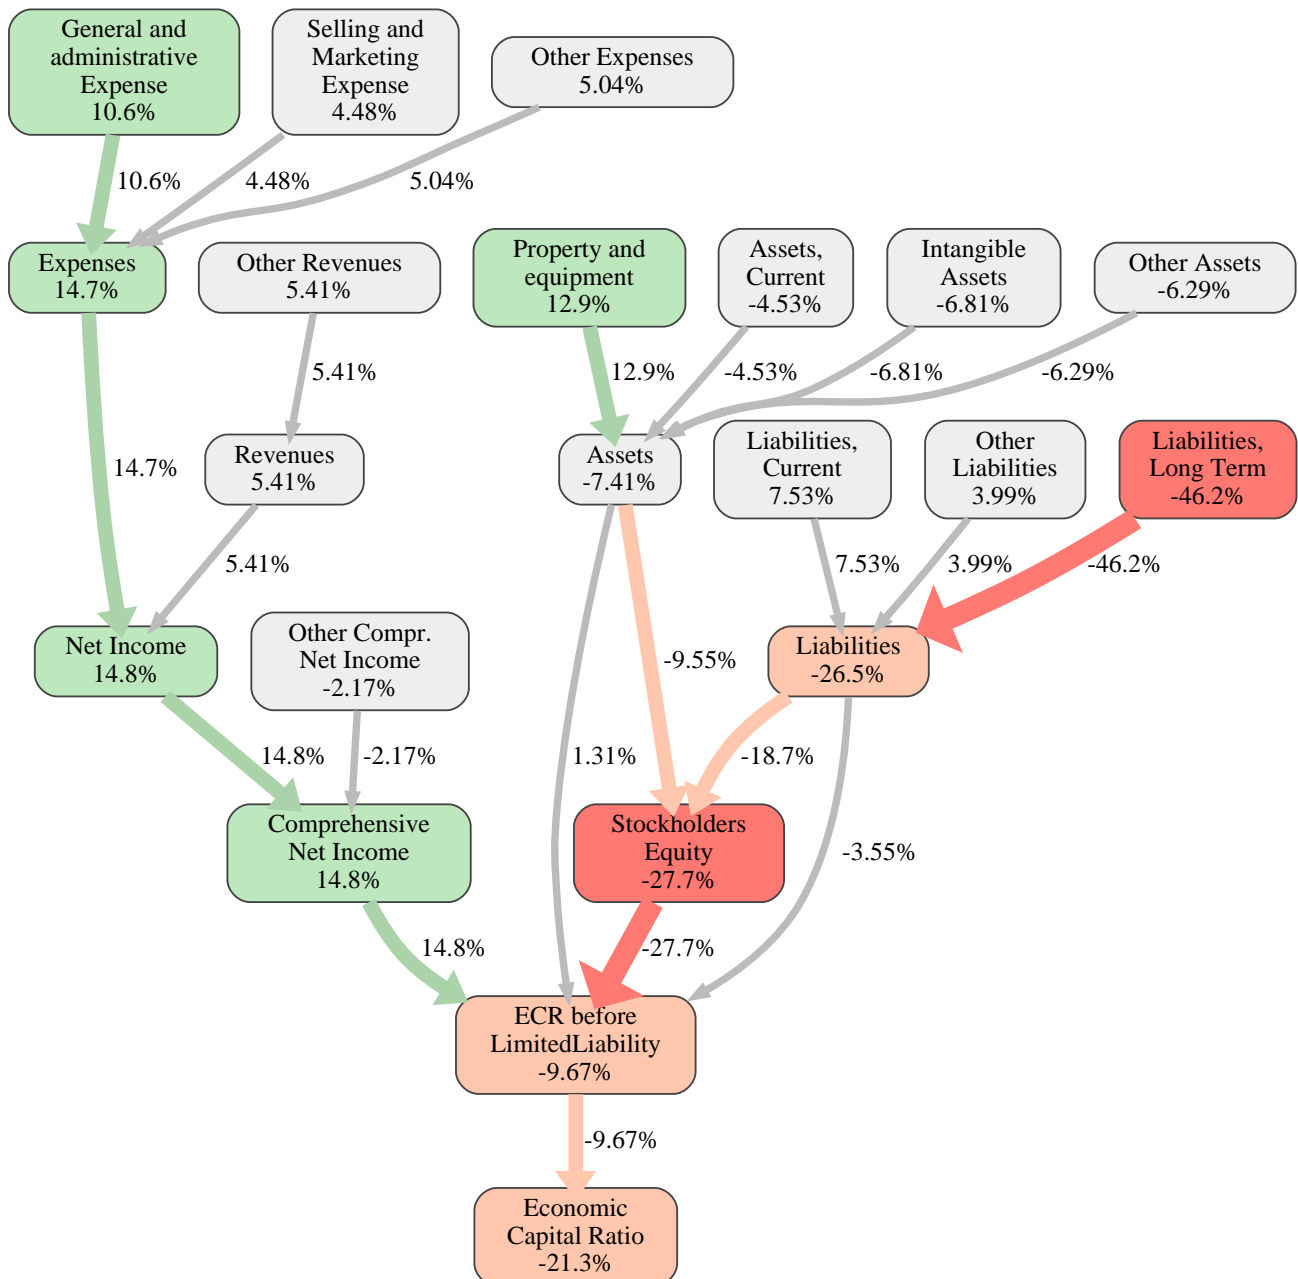 General and
administrative
Expense
10.6%
Selling and
Marketing
Expense
4.48%
Other Expenses
5.04%
10.6%
4.48%
5.04%
Expenses
14.7%
Other Revenues
5.41%
Property and
equipment
12.9%
Assets,
Current
-4.53%
Intangible
Assets
-6.81%
Other Assets
-6.29%
5.41%
12.9%
-4.53%
-6.81%
-6.29%
14.7%
Revenues
5.41%
Assets
-7.41%
Liabilities,
Current
7.53%
Other
Liabilities
3.99%
Liabilities,
Long Term
-46.2%
5.41%
7.53%
3.99%
-46.2%
Net Income
14.8%
Other Compr.
Net Income
-2.17%
-9.55%
Liabilities
-26.5%
14.8%
-2.17%
1.31%
-18.7%
Comprehensive
Net Income
14.8%
Stockholders
Equity
-27.7%
-3.55%
14.8%
-27.7%
ECR before
LimitedLiability
-9.67%
-9.67%
Economic
Capital Ratio
-21.3%